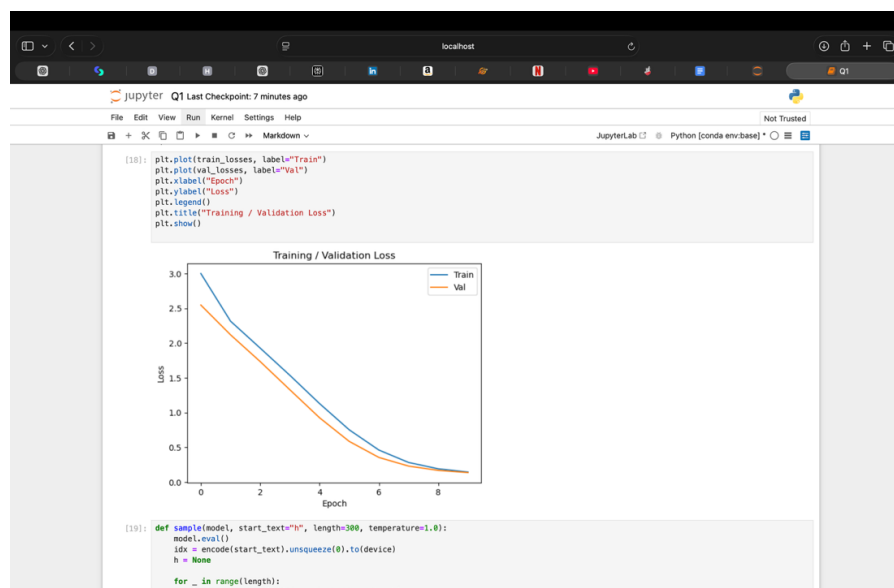 localhost
Q1
jupyter Q1 Last Checkpoint: 7 minutes ago
File Edit View Run Kernel Settings Help
Not Trusted
Markdown
JupyterLab
Python [conda env:base] *
[18]:
plt.plot(train_losses, label="Train")
plt.plot(val_losses, label="Val")
plt.xlabel("Epoch")
plt.ylabel("Loss")
plt.legend()
plt.title("Training / Validation Loss")
plt.show()
Training / Validation Loss
Train
Val
3.0
2.5
2.0
1.5
1.0
0.5
0.0
Loss
0 2 4 6 8
Epoch
[19]:
def sample(model, start_text="h", length=300, temperature=1.0):
model.eval()
idx = encode(start_text).unsqueeze(0).to(device)
h = None
for _ in range(length):